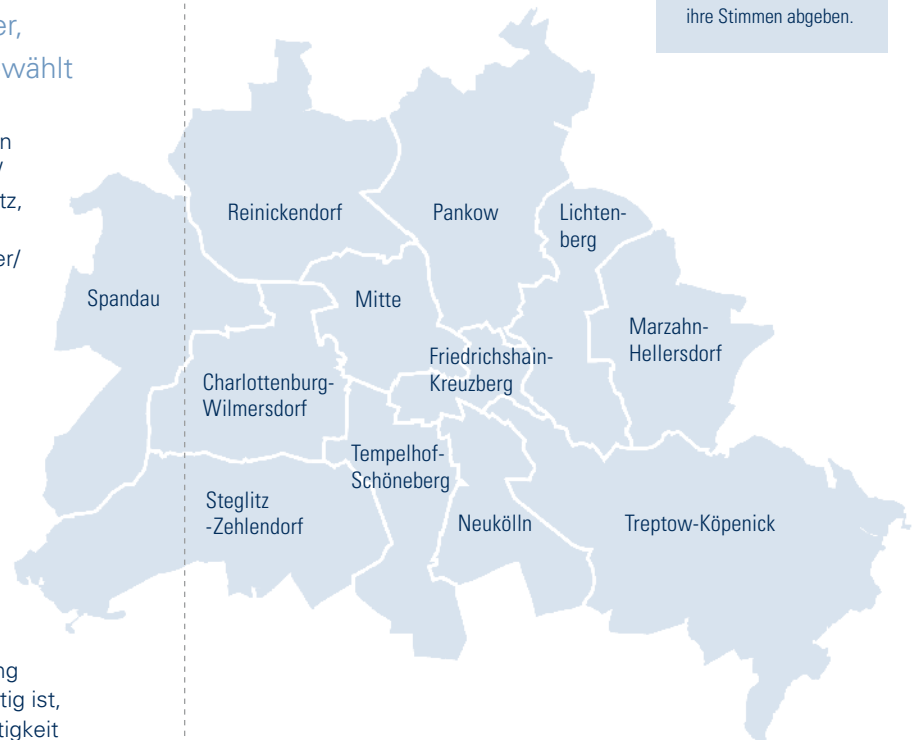 er,
wählt
n
/
tz,
er/
ihre Stimmen abgeben.
Reinickendorf
Pankow
Lichten-
berg
Spandau
Mitte
Marzahn-
Hellersdorf
Friedrichshain-
Kreuzberg
Charlottenburg-
Wilmersdorf
Tempelhof-
Schöneberg
Steglitz
-Zehlendorf
Neukölln
Treptow-Köpenick
ng
tig ist,
tigkeit